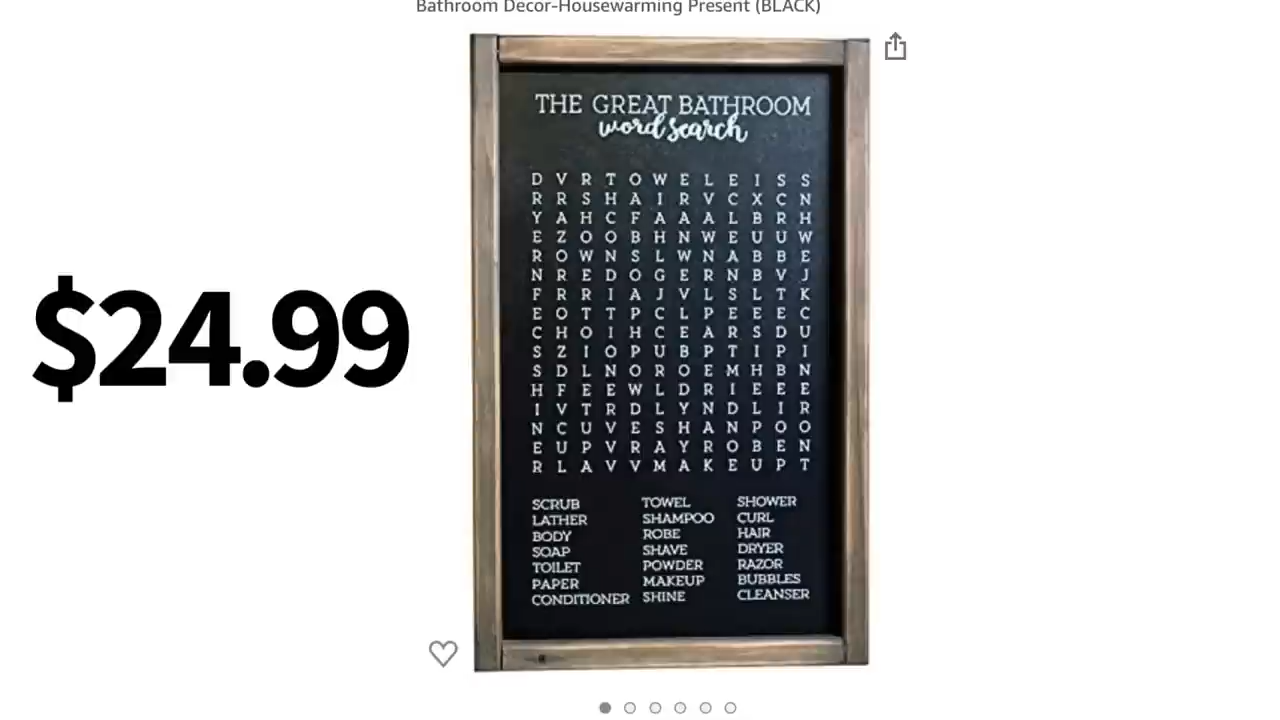 Bathroom Decor-Housewarming Present (BLACK)
$24.99
THE GREAT BATHROOM
word search
D V R T O W E L E I S S
R R S H A I R V C X C N
Y A H C F A A A L B R H
E Z O O B H N W E U U W
R O W N S L W N A B B E
N R E D O G E R N B V J
F R R I A J V L S L T K
E O T T P C L P E E E C
C H O I H C E A R S D U
S Z I O P U B P T I P I
S D L N O R O E M H B N
H F E E W L D R I E E E
I V T R D L Y N D L I R
N C U V E S H A N P O O
E U P V R A Y R O B E N
R L A V V M A K E U P T
SCRUB TOWEL SHOWER
LATHER SHAMPOO CURL
BODY ROBE HAIR
SOAP SHAVE DRYER
TOILET POWDER RAZOR
PAPER MAKEUP BUBBLES
CONDITIONER SHINE CLEANSER